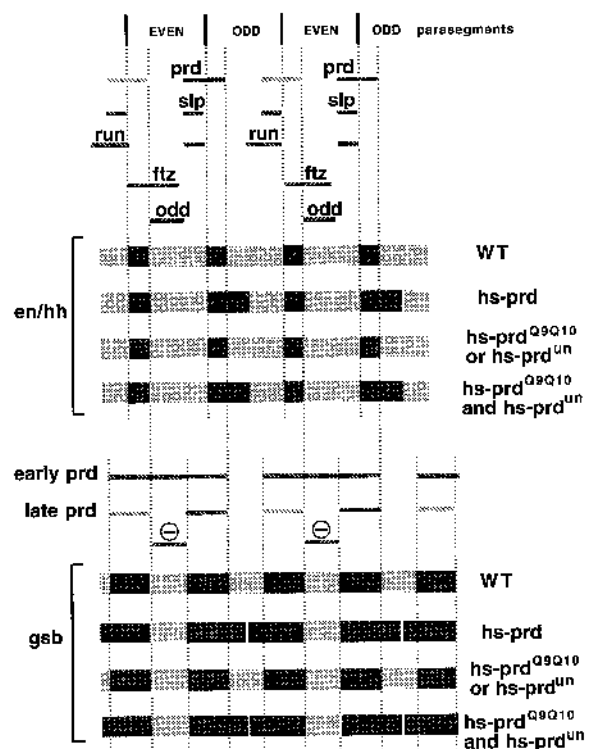 EVEN ODD EVEN ODD parasegments
prd prd
slp slp
run run
ftz ftz
odd odd
en/hh
WT
hs-prd
hs-prdQ9Q10
or hs-prdun
hs-prdQ9Q10
and hs-prdun
early prd
late prd
⊖ ⊖
gsb
WT
hs-prd
hs-prdQ9Q10
or hs-prdun
hs-prdQ9Q10
and hs-prdun